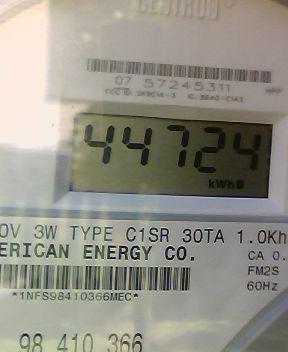 CENTRON®
07 57245311
44724
kWh
0V 3W TYPE C1SR 30TA 1.0Kh
ERICAN ENERGY CO. CA 0.
FM2S
*1NFS98410366MEC* 60Hz
98 410 366